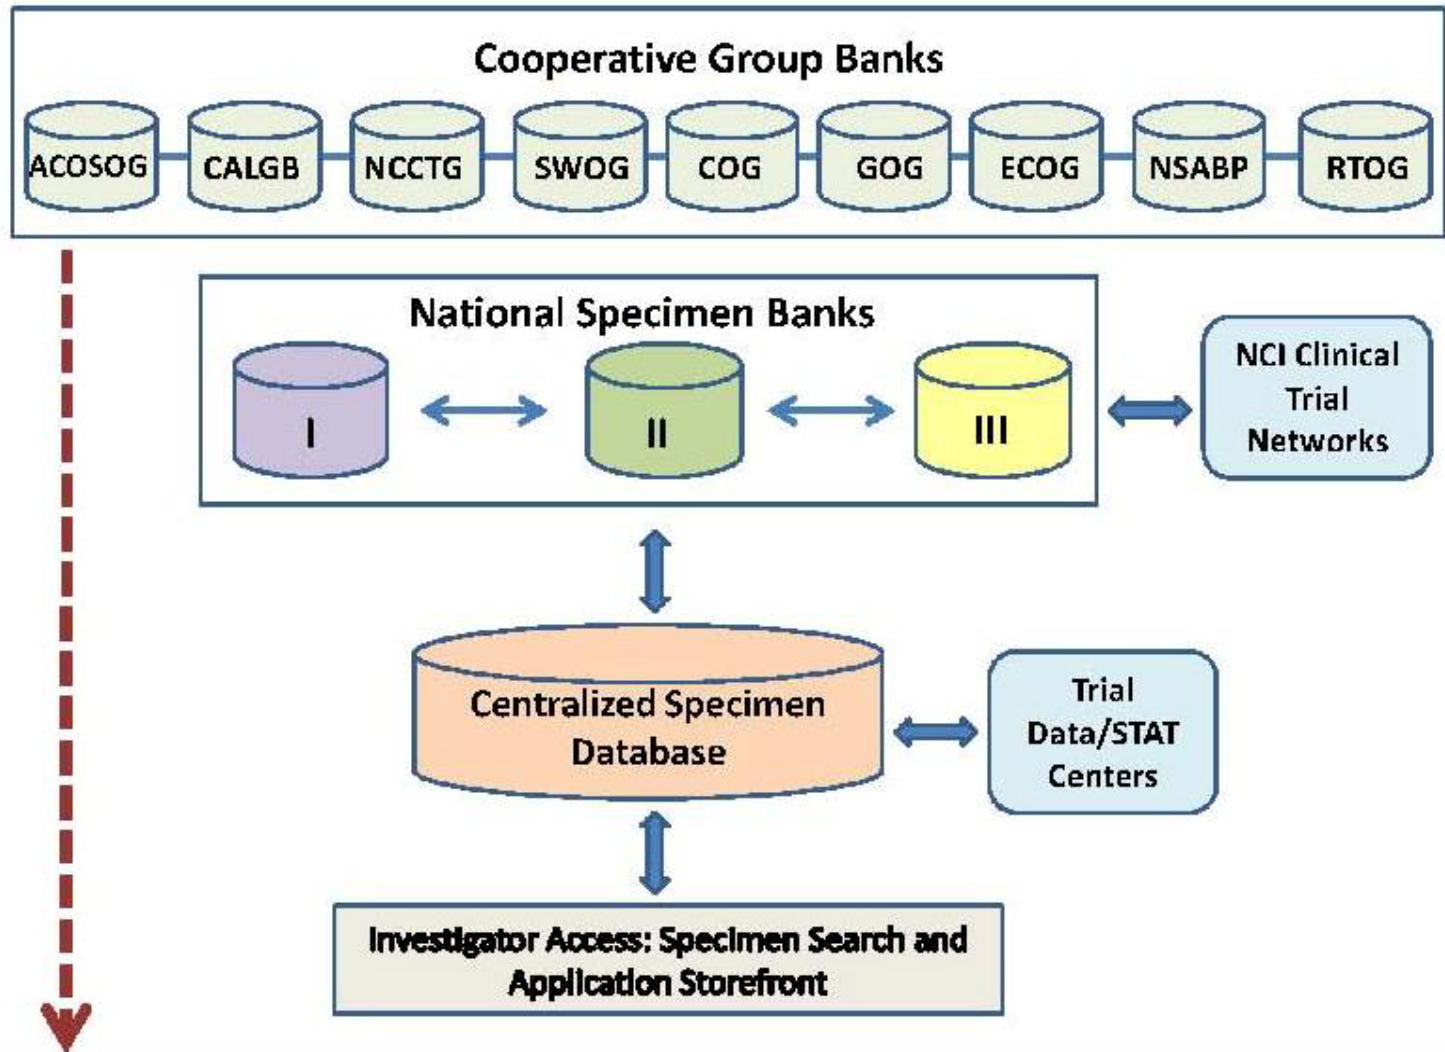 Cooperative Group Banks
ACOSOG CALGB NCCTG SWOG COG GOG ECOG NSABP RTOG
National Specimen Banks
I II III
NCI Clinical
Trial
Networks
Centralized Specimen
Database
Trial
Data/STAT
Centers
Investigator Access: Specimen Search and
Application Storefront